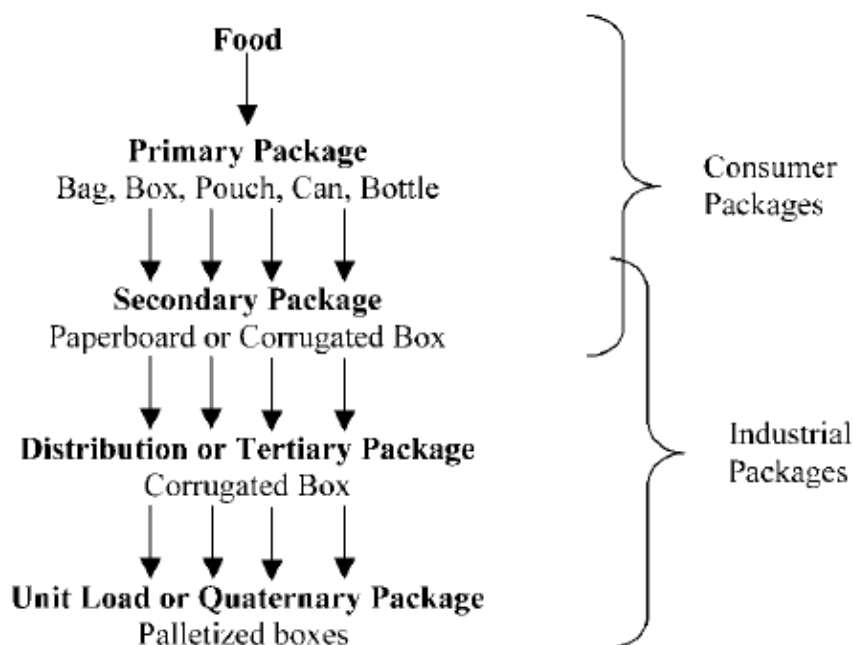 Food
Primary Package
Bag, Box, Pouch, Can, Bottle
Consumer
Packages
Secondary Package
Paperboard or Corrugated Box
Distribution or Tertiary Package
Corrugated Box
Industrial
Packages
Unit Load or Quaternary Package
Palletized boxes